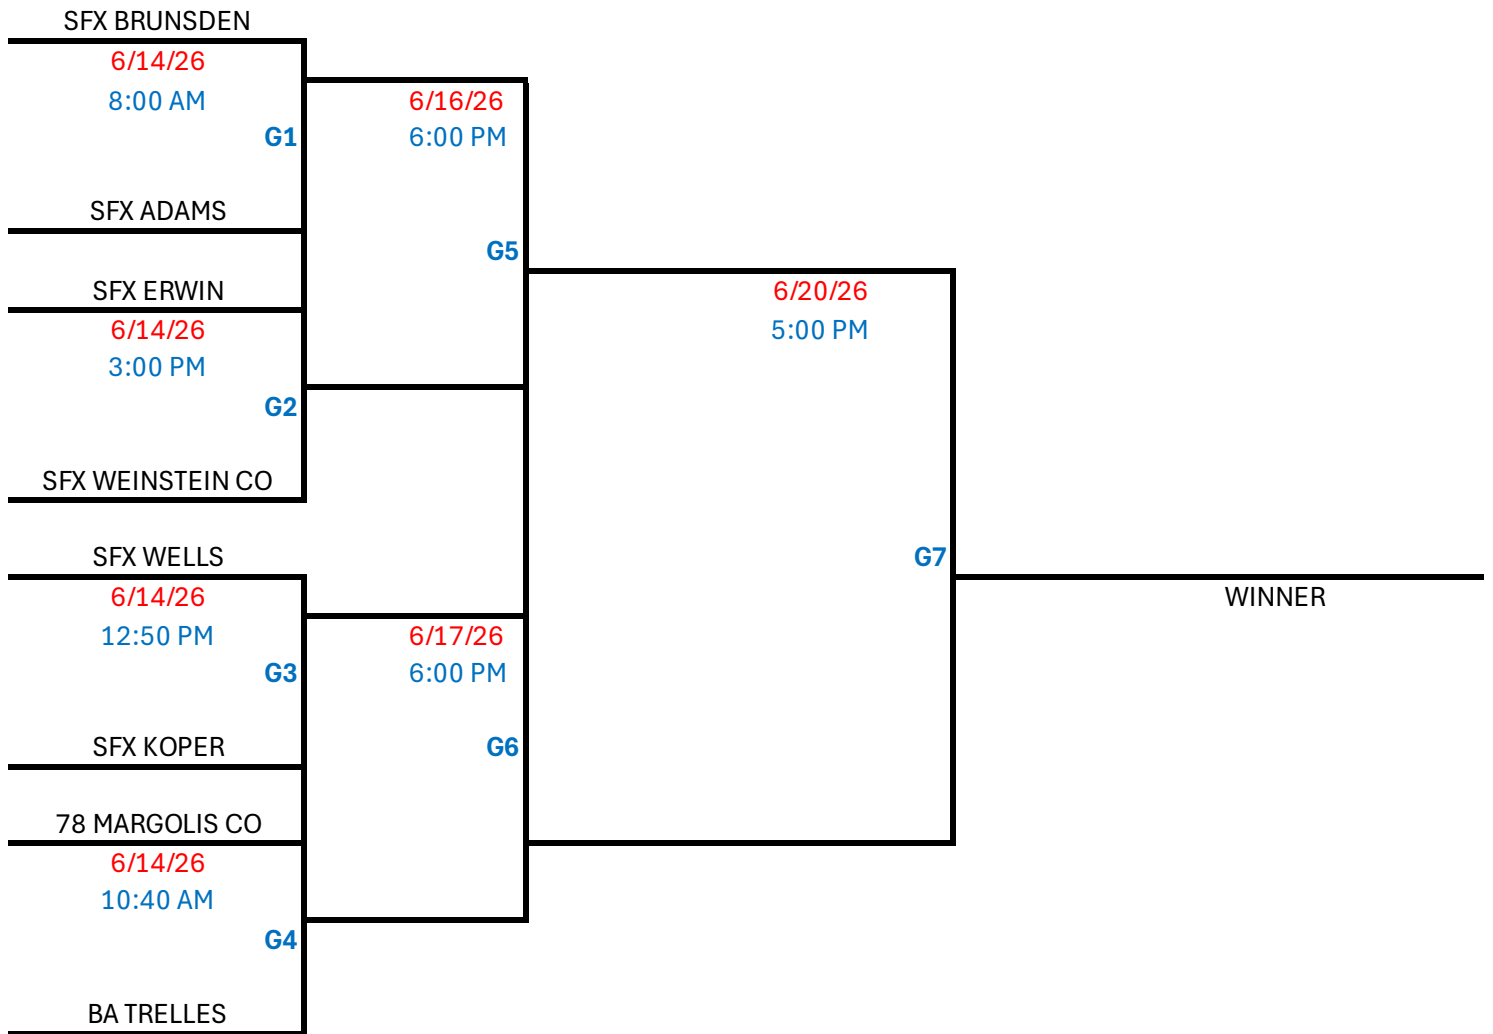 SFX BRUNSDEN
6/14/26
8:00 AM
G1
SFX ADAMS
6/16/26
6:00 PM
G5
SFX ERWIN
6/14/26
3:00 PM
G2
SFX WEINSTEIN CO
6/20/26
5:00 PM
G7
WINNER
SFX WELLS
6/14/26
12:50 PM
G3
SFX KOPER
6/17/26
6:00 PM
G6
78 MARGOLIS CO
6/14/26
10:40 AM
G4
BA TRELLES